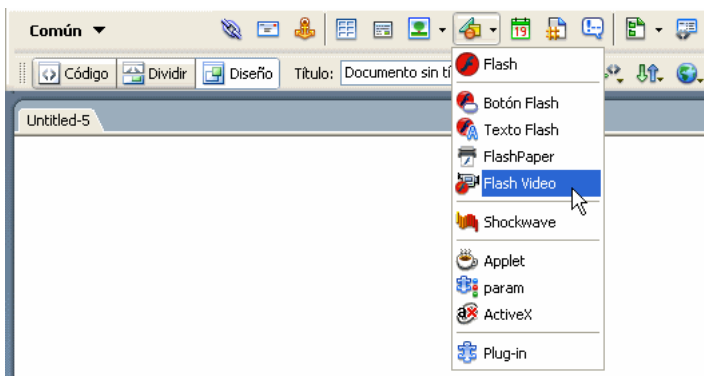 Común
19
Código Dividir Diseño Título: Documento sin tí
Untitled-5
Flash
Botón Flash
Texto Flash
FlashPaper
Flash Video
Shockwave
Applet
param
ActiveX
Plug-in